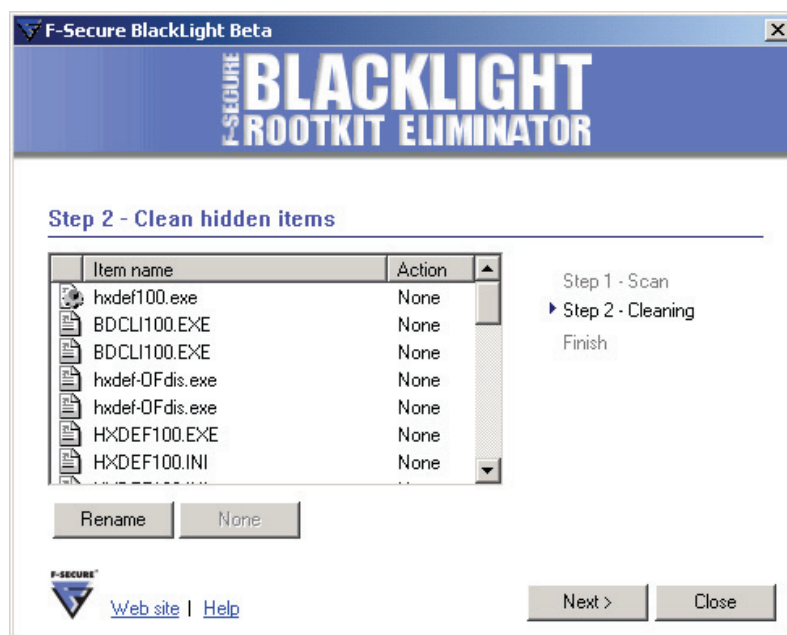 F-Secure BlackLight Beta
F-SECURE
BLACKLIGHT
ROOTKIT ELIMINATOR
Step 2 - Clean hidden items
Item name Action
hxdef100.exe None
BDCLI100.EXE None
BDCLI100.EXE None
hxdef-OFdis.exe None
hxdef-OFdis.exe None
HXDEF100.EXE None
HXDEF100.INI None
Step 1 - Scan
Step 2 - Cleaning
Finish
Rename None
F-SECURE
Web site | Help
Next > Close